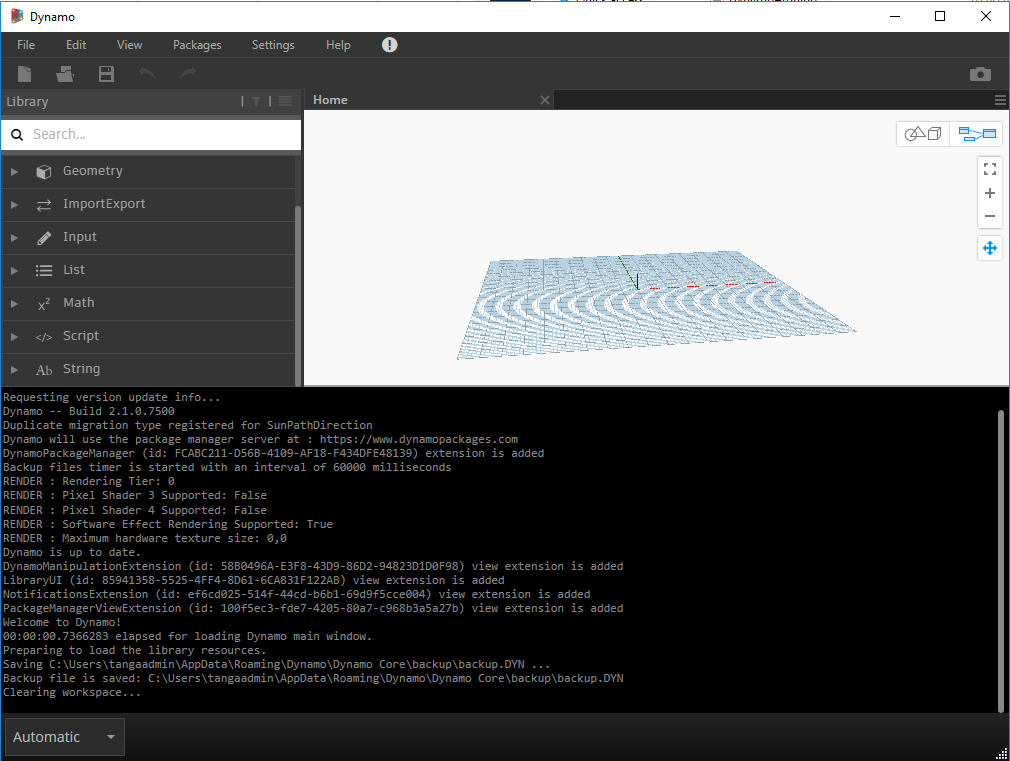 Dynamo
File Edit View Packages Settings Help
Library
Home
Search...
Geometry
ImportExport
Input
List
Math
x² 
Script
</>
String
Ab
Requesting version update info...
Dynamo -- Build 2.1.0.7500
Duplicate migration type registered for SunPathDirection
Dynamo will use the package manager server at : https://www.dynamopackages.com
DynamoPackageManager (id: FCABC211-D56B-4109-AF18-F434DFE48139) extension is added
Backup files timer is started with an interval of 60000 milliseconds
RENDER : Rendering Tier: 0
RENDER : Pixel Shader 3 Supported: False
RENDER : Pixel Shader 4 Supported: False
RENDER : Software Effect Rendering Supported: True
RENDER : Maximum hardware texture size: 0,0
Dynamo is up to date.
DynamoManipulationExtension (id: 58B0496A-E3F8-43D9-86D2-94823D1D0F98) view extension is added
LibraryUI (id: 85941358-5525-4FF4-8D61-6CA831F122AB) view extension is added
NotificationsExtension (id: ef6cd025-514f-44cd-b6b1-69d9f5cce004) view extension is added
PackageManagerViewExtension (id: 100f5ec3-fde7-4205-80a7-c968b3a5a27b) view extension is added
Welcome to Dynamo!
00:00:00.7366283 elapsed for loading Dynamo main window.
Preparing to load the library resources.
Saving C:\Users\tangaadmin\AppData\Roaming\Dynamo\Dynamo Core\backup\backup.DYN ...
Backup file is saved: C:\Users\tangaadmin\AppData\Roaming\Dynamo\Dynamo Core\backup\backup.DYN
Clearing workspace...
Automatic